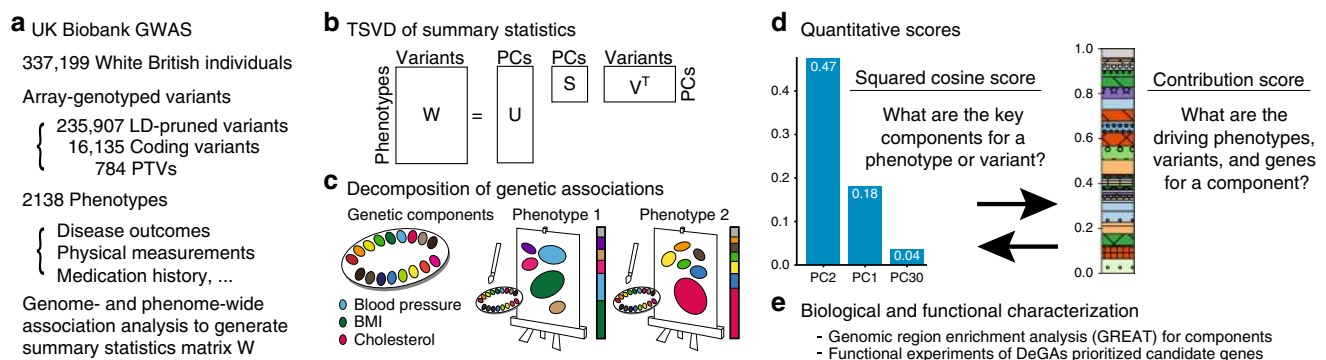 a UK Biobank GWAS
337,199 White British individuals
Array-genotyped variants
235,907 LD-pruned variants
16,135 Coding variants
784 PTVs
2138 Phenotypes
Disease outcomes
Physical measurements
Medication history, ...
Genome- and phenome-wide
association analysis to generate
summary statistics matrix W
b TSVD of summary statistics
Variants PCs PCs Variants
Phenotypes
W = U S V^T
PCs
c Decomposition of genetic associations
Genetic components Phenotype 1 Phenotype 2
Blood pressure
BMI
Cholesterol
d Quantitative scores
0.4
0.3
0.2
0.1
0.0
0.47
0.18
0.04
PC2 PC1 PC30
Squared cosine score
What are the key
components for a
phenotype or variant?
1.0
0.8
0.6
0.4
0.2
0.0
Contribution score
What are the
driving phenotypes,
variants, and genes
for a component?
e Biological and functional characterization
- Genomic region enrichment analysis (GREAT) for components
- Functional experiments of DeGAs prioritized candidate genes